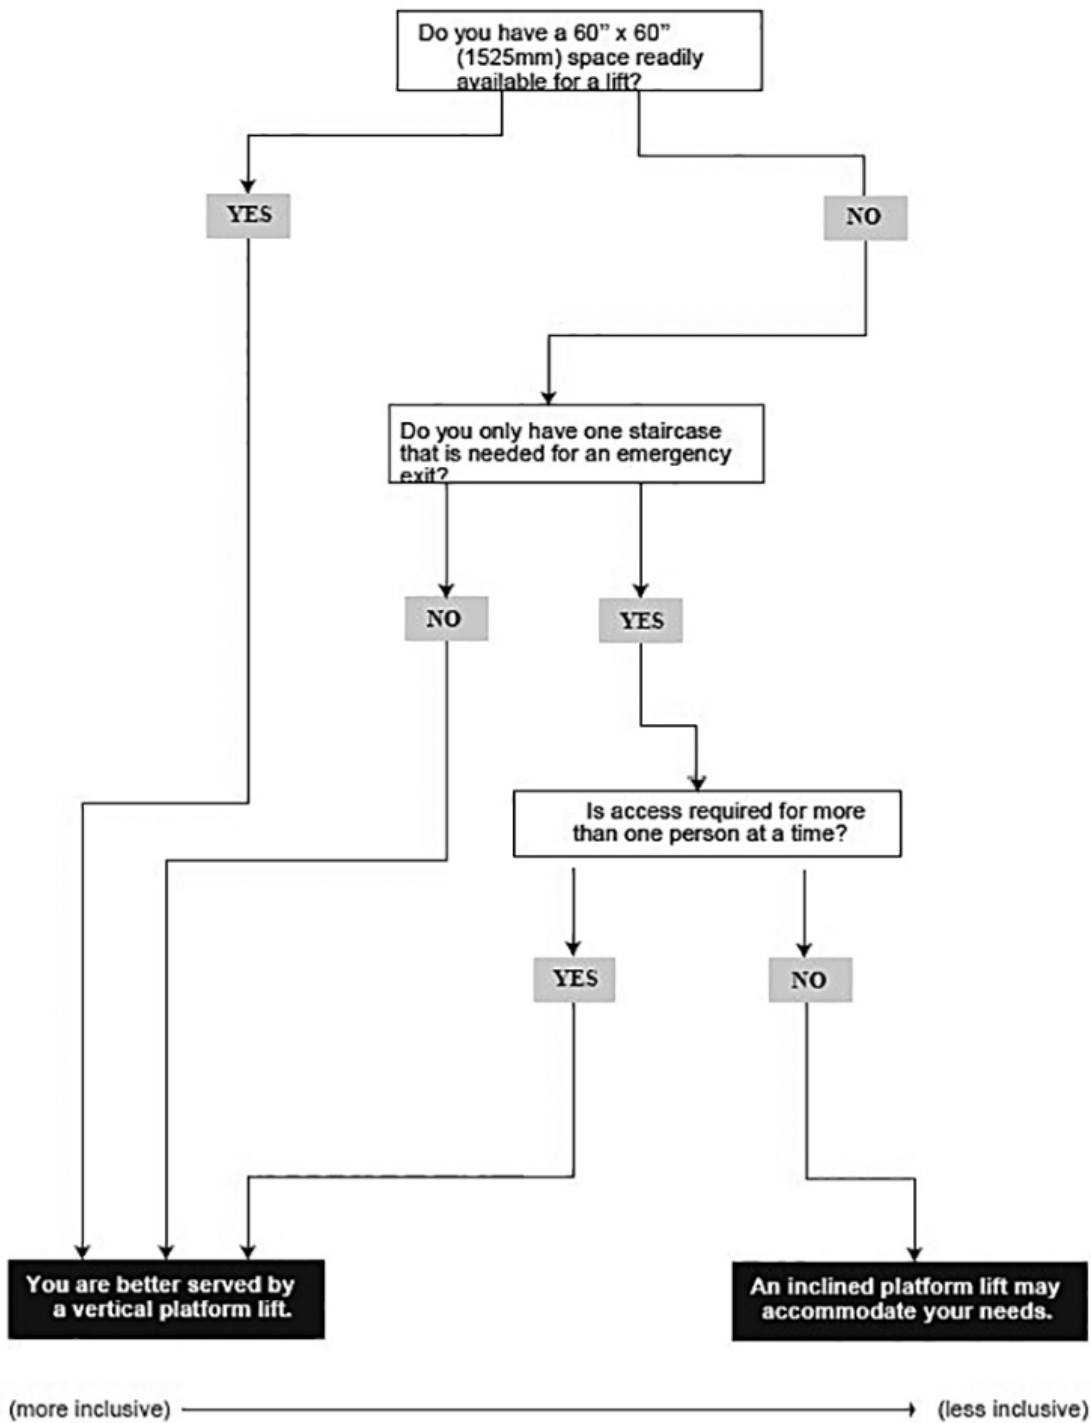 Do you have a 60” x 60”
(1525mm) space readily
available for a lift?
YES
NO
Do you only have one staircase
that is needed for an emergency
exit?
NO
YES
Is access required for more
than one person at a time?
YES
NO
You are better served by
a vertical platform lift.
An inclined platform lift may
accommodate your needs.
(more inclusive)
(less inclusive)